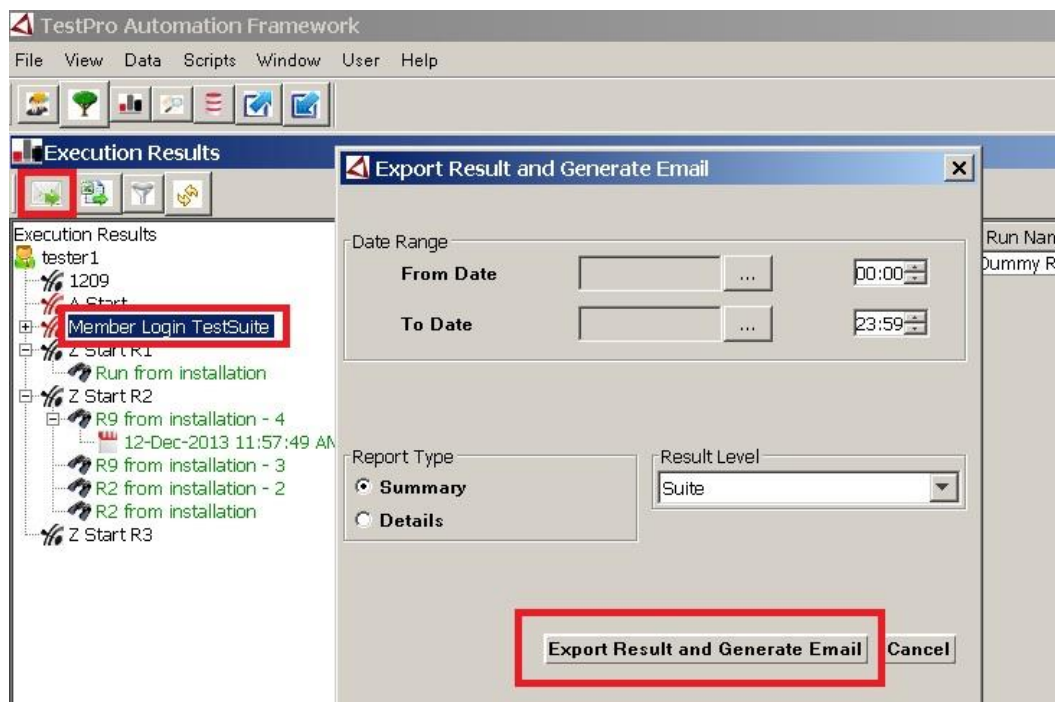 TestPro Automation Framework
File View Data Scripts Window User Help
Execution Results
Execution Results
tester1
1209
A Start
Member Login TestSuite
Z Start R1
Run from installation
Z Start R2
R9 from installation - 4
12-Dec-2013 11:57:49 AM
R9 from installation - 3
R2 from installation - 2
R2 from installation
Z Start R3
Export Result and Generate Email
Date Range
From Date ... 00:00
To Date ... 23:59
Report Type
Summary
Details
Result Level
Suite
Export Result and Generate Email Cancel
Run Nam
Dummy R